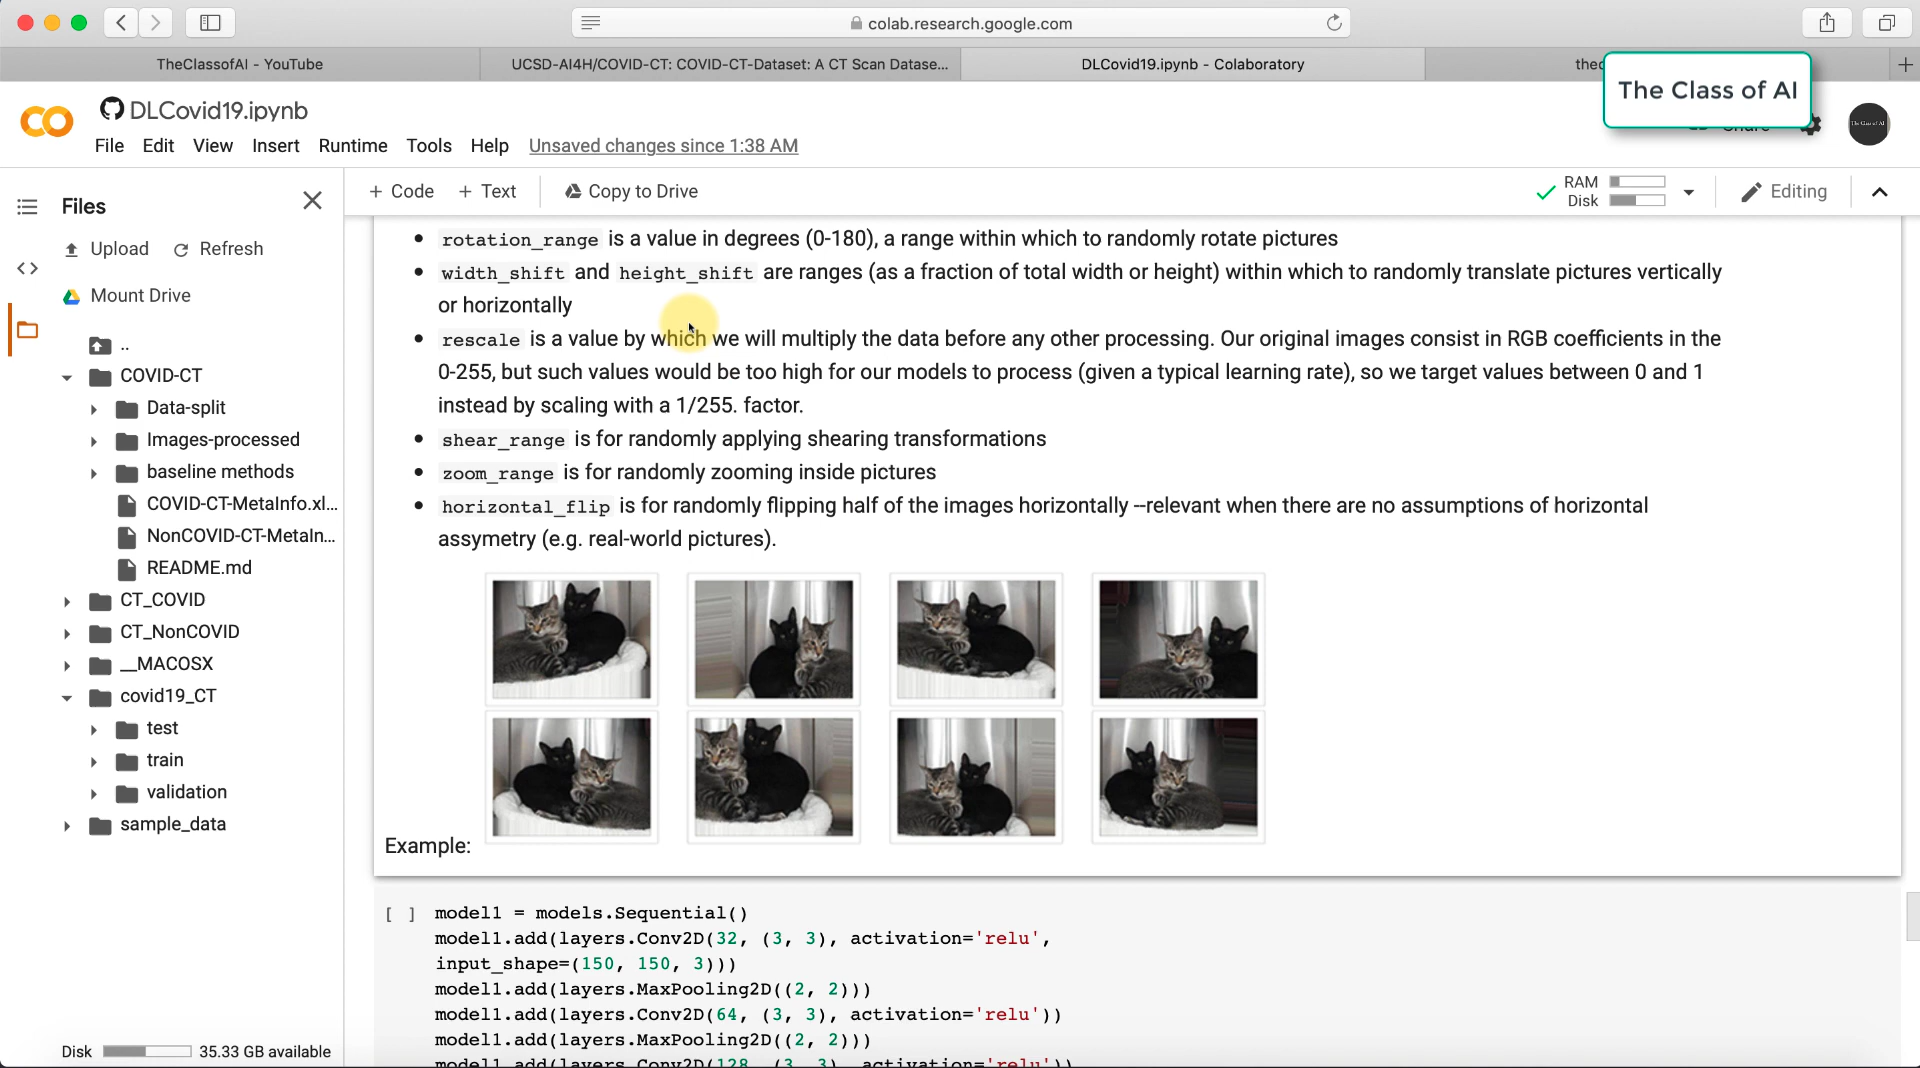 colab.research.google.com
TheClassofAI - YouTube
UCSD-AI4H/COVID-CT: COVID-CT-Dataset: A CT Scan Datase...
DLCovid19.ipynb - Colaboratory
The Class of AI
DLCovid19.ipynb
Share
File Edit View Insert Runtime Tools Help Unsaved changes since 1:38 AM
+ Code + Text Copy to Drive
RAM
Disk
Editing
Files
Upload Refresh
Mount Drive
..
COVID-CT
Data-split
Images-processed
baseline methods
COVID-CT-MetaInfo.xl...
NonCOVID-CT-MetaIn...
README.md
CT_COVID
CT_NonCOVID
__MACOSX
covid19_CT
test
train
validation
sample_data
Disk 35.33 GB available
• rotation_range is a value in degrees (0-180), a range within which to randomly rotate pictures
• width_shift and height_shift are ranges (as a fraction of total width or height) within which to randomly translate pictures vertically
or horizontally
• rescale is a value by which we will multiply the data before any other processing. Our original images consist in RGB coefficients in the
0-255, but such values would be too high for our models to process (given a typical learning rate), so we target values between 0 and 1
instead by scaling with a 1/255. factor.
• shear_range is for randomly applying shearing transformations
• zoom_range is for randomly zooming inside pictures
• horizontal_flip is for randomly flipping half of the images horizontally --relevant when there are no assumptions of horizontal
assymetry (e.g. real-world pictures).
Example:
[ ] model1 = models.Sequential()
model1.add(layers.Conv2D(32, (3, 3), activation='relu',
input_shape=(150, 150, 3)))
model1.add(layers.MaxPooling2D((2, 2)))
model1.add(layers.Conv2D(64, (3, 3), activation='relu'))
model1.add(layers.MaxPooling2D((2, 2)))
model1.add(layers.Conv2D(128, (3, 3), activation='relu'))